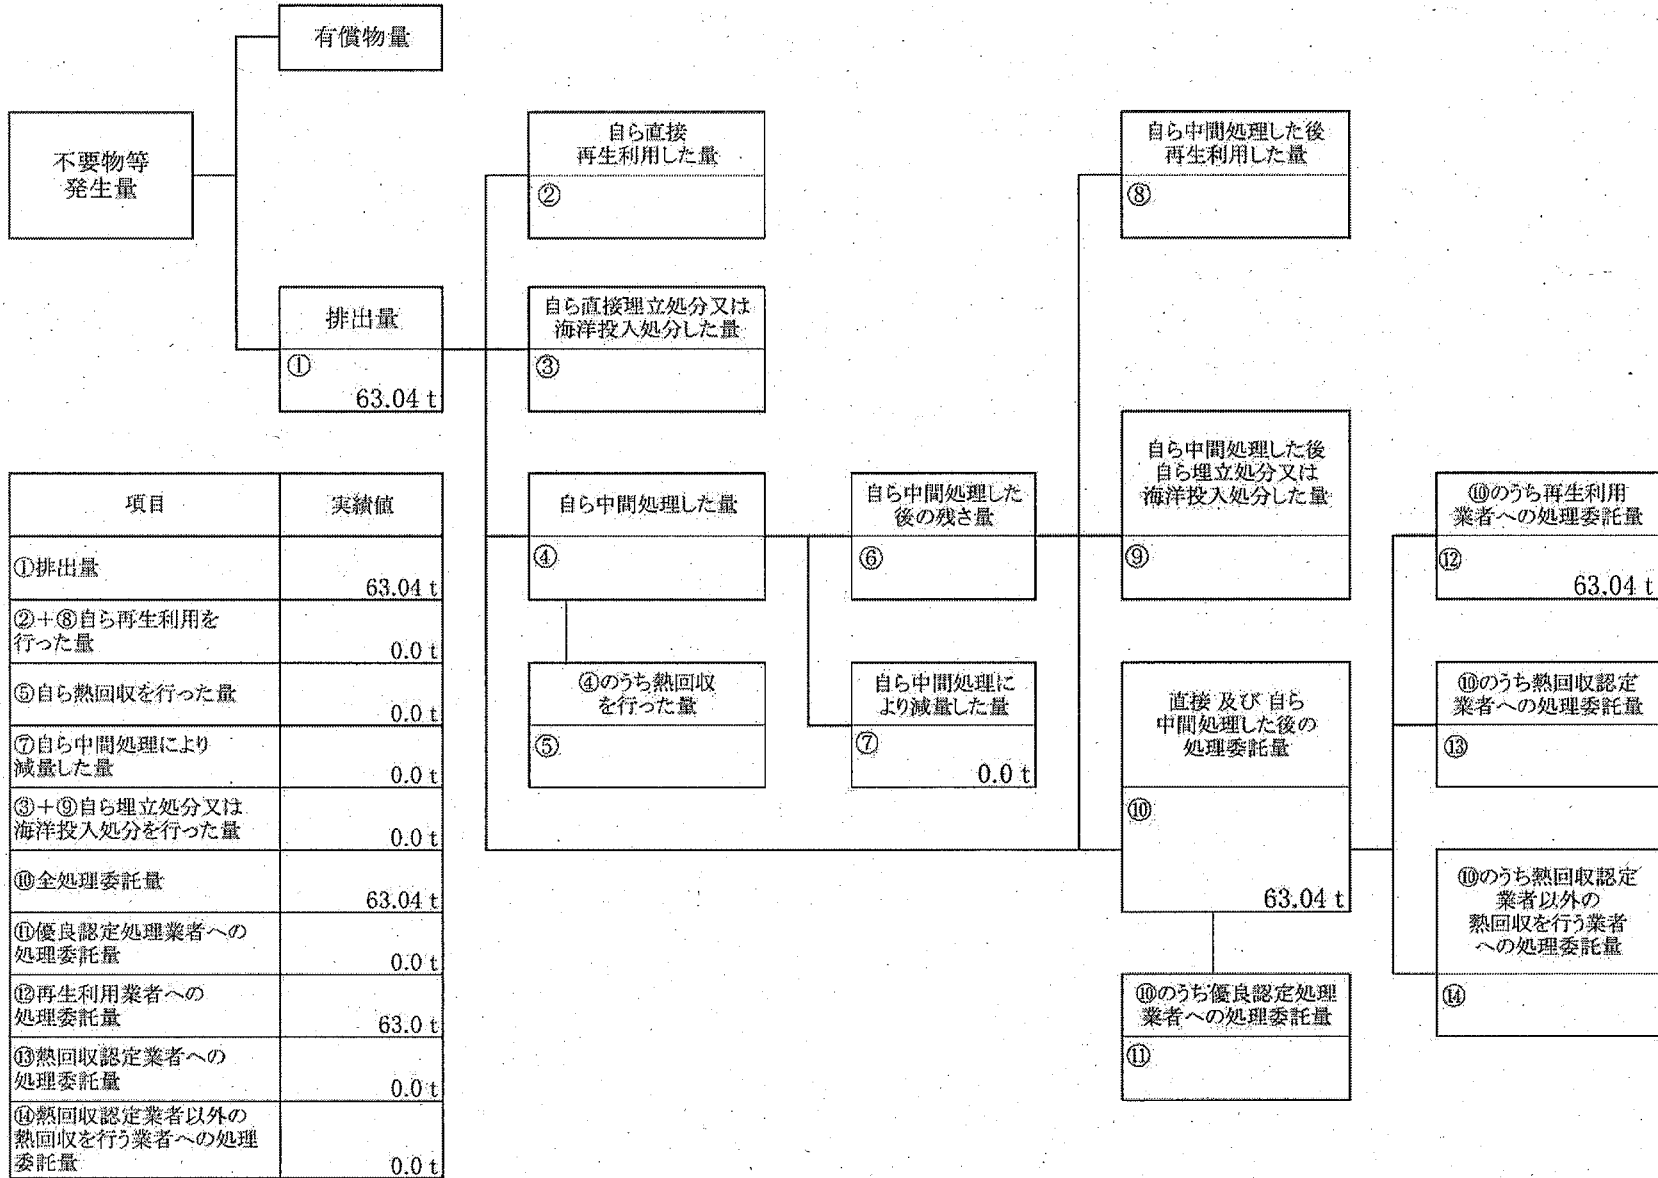 有償物量
不要物等
発生量
自ら直接
再生利用した量
②
自ら中間処理した後
再生利用した量
⑧
排出量
①
63.04 t
自ら直接埋立処分又は
海洋投入処分した量
③
自ら中間処理した量
④
自ら中間処理した
後の残さ量
⑥
自ら中間処理した後
自ら埋立処分又は
海洋投入処分した量
⑨
⑩のうち再生利用
業者への処理委託量
⑫
63.04 t
④のうち熱回収
を行った量
⑤
自ら中間処理に
より減量した量
⑦
0.0 t
直接 及び 自ら
中間処理した後の
処理委託量
⑩
63.04 t
⑩のうち熱回収認定
業者への処理委託量
⑬
⑩のうち熱回収認定
業者以外の
熱回収を行う業者
への処理委託量
⑭
⑩のうち優良認定処理
業者への処理委託量
⑪
項目 実績値
①排出量
63.04 t
②+⑧自ら再生利用を
行った量
0.0 t
⑤自ら熱回収を行った量
0.0 t
⑦自ら中間処理により
減量した量
0.0 t
③+⑨自ら埋立処分又は
海洋投入処分を行った量
0.0 t
⑩全処理委託量
63.04 t
⑪優良認定処理業者への
処理委託量
0.0 t
⑫再生利用業者への
処理委託量
63.0 t
⑬熱回収認定業者への
処理委託量
0.0 t
⑭熱回収認定業者以外の
熱回収を行う業者への処理
委託量
0.0 t